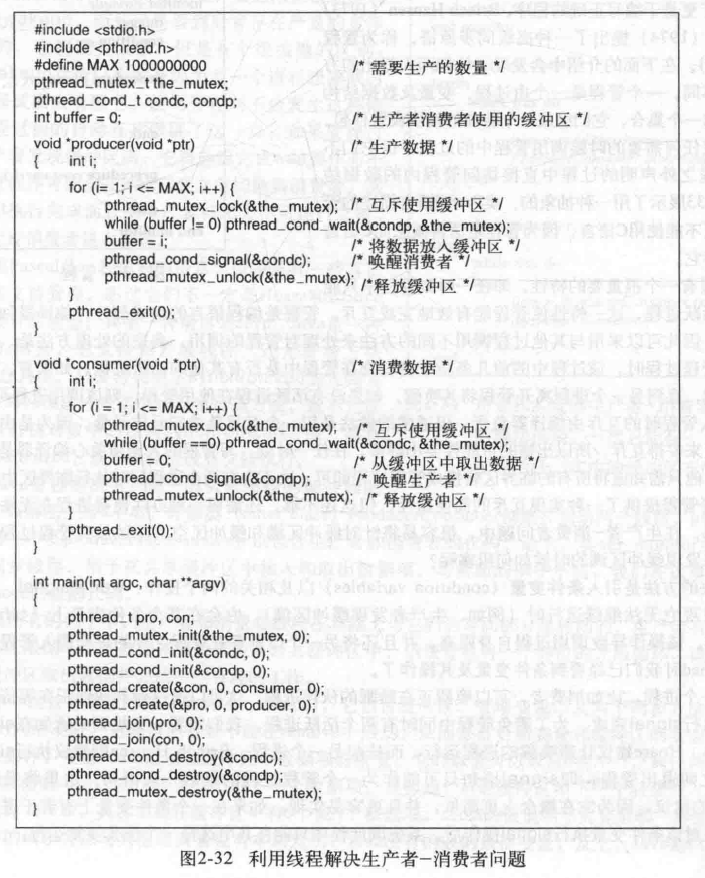 #include <stdio.h>
#include <pthread.h>
#define MAX 1000000000 /* 需要生产的数量 */
pthread_mutex_t the_mutex;
pthread_cond_t condc, condp;
int buffer = 0; /* 生产者消费者使用的缓冲区 */
void *producer(void *ptr) /* 生产数据 */
{ int i;
for (i= 1; i <= MAX; i++) {
pthread_mutex_lock(&the_mutex); /* 互斥使用缓冲区 */
while (buffer != 0) pthread_cond_wait(&condp, &the_mutex);
buffer = i; /* 将数据放入缓冲区 */
pthread_cond_signal(&condc); /* 唤醒消费者 */
pthread_mutex_unlock(&the_mutex); /*释放缓冲区 */
}
pthread_exit(0);
}
void *consumer(void *ptr) /* 消费数据 */
{ int i;
for (i = 1; i <= MAX; i++) {
pthread_mutex_lock(&the_mutex); /* 互斥使用缓冲区 */
while (buffer ==0) pthread_cond_wait(&condc, &the_mutex);
buffer = 0; /* 从缓冲区中取出数据 */
pthread_cond_signal(&condp); /* 唤醒生产者 */
pthread_mutex_unlock(&the_mutex); /* 释放缓冲区 */
}
pthread_exit(0);
}
int main(int argc, char **argv)
{
pthread_t pro, con;
pthread_mutex_init(&the_mutex, 0);
pthread_cond_init(&condc, 0);
pthread_cond_init(&condp, 0);
pthread_create(&con, 0, consumer, 0);
pthread_create(&pro, 0, producer, 0);
pthread_join(pro, 0);
pthread_join(con, 0);
pthread_cond_destroy(&condc);
pthread_cond_destroy(&condp);
pthread_mutex_destroy(&the_mutex);
}
图2-32 利用线程解决生产者-消费者问题